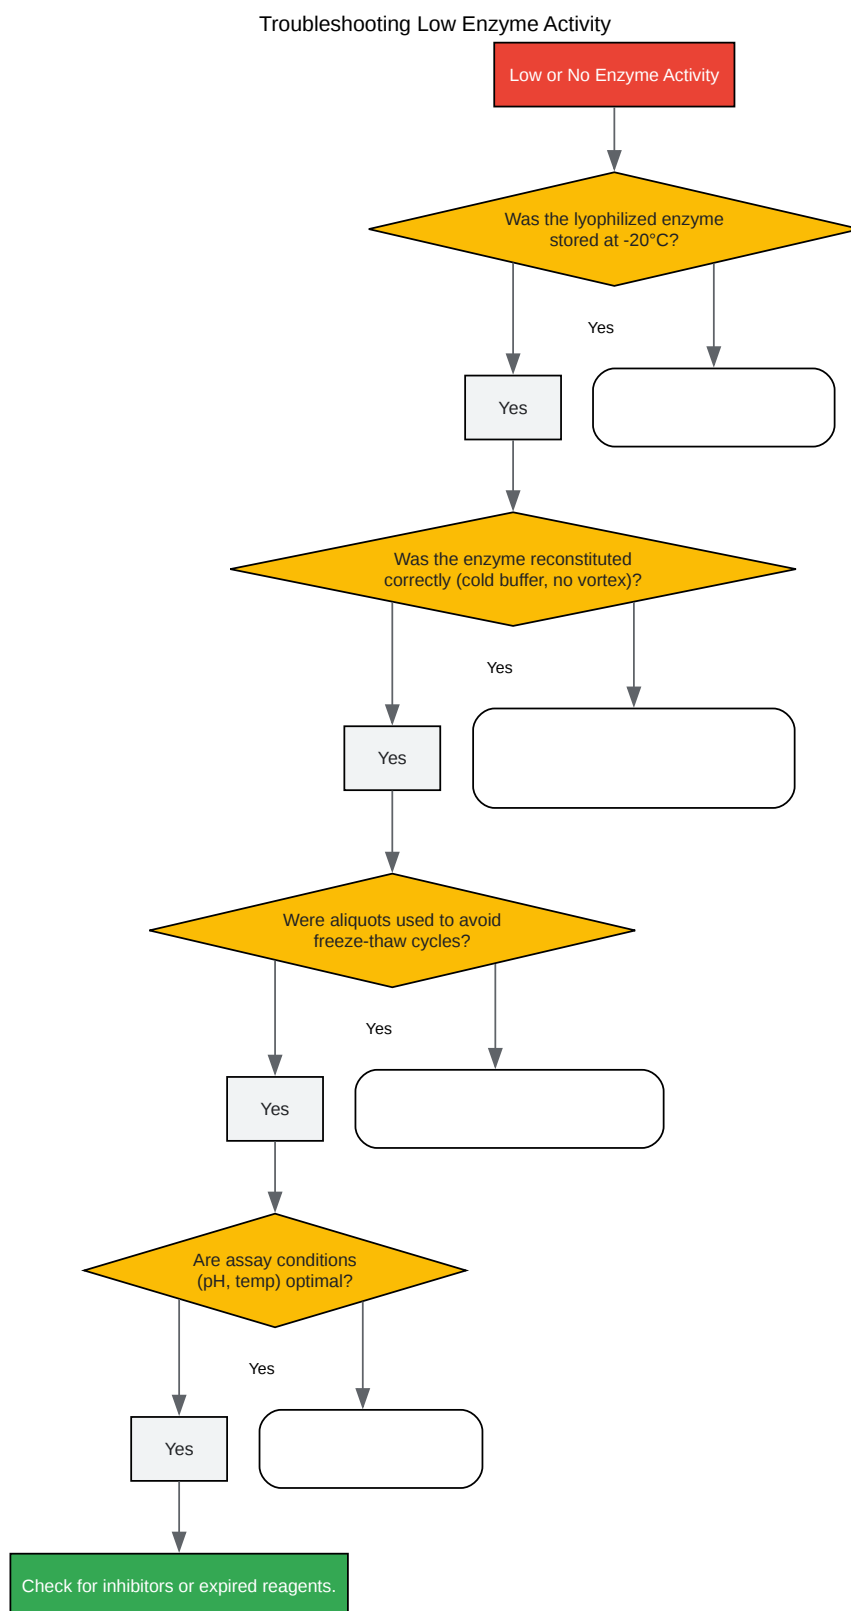 Troubleshooting Low Enzyme Activity
Low or No Enzyme Activity
Was the lyophilized enzyme
stored at -20°C?
Yes
Yes
Was the enzyme reconstituted
correctly (cold buffer, no vortex)?
Yes
Yes
Were aliquots used to avoid
freeze-thaw cycles?
Yes
Yes
Are assay conditions
(pH, temp) optimal?
Yes
Yes
Check for inhibitors or expired reagents.